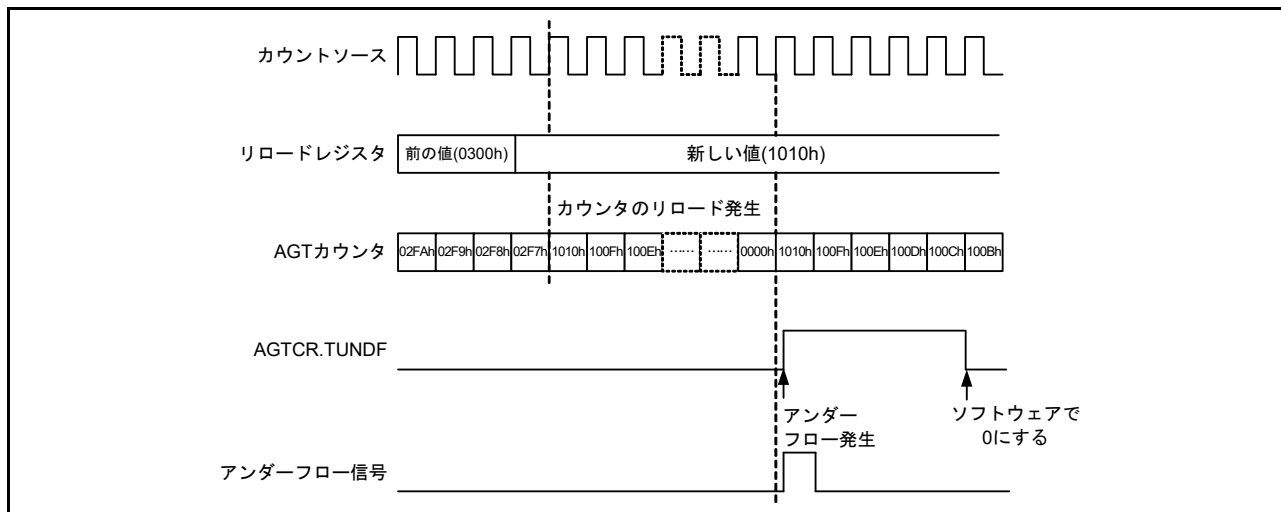 カウントソース
リロードレジスタ
前の値(0300h)
新しい値(1010h)
カウンタのリロード発生
AGTカウンタ
02FAh 02F9h 02F8h 02F7h 1010h 100Fh 100Eh …… …… 0000h 1010h 100Fh 100Eh 100Dh 100Ch 100Bh
AGTCR.TUNDF
アンダー
フロー発生
ソフトウェアで
0にする
アンダーフロー信号